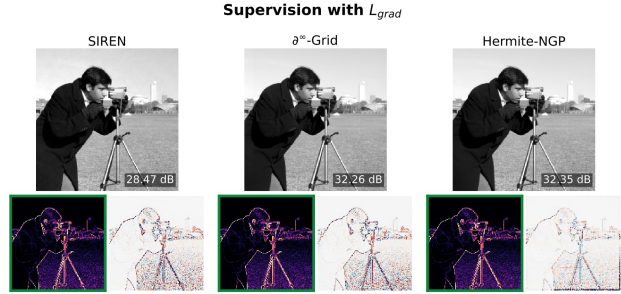 Supervision with L_grad
SIREN
∂∞-Grid
Hermite-NGP
28.47 dB
32.26 dB
32.35 dB